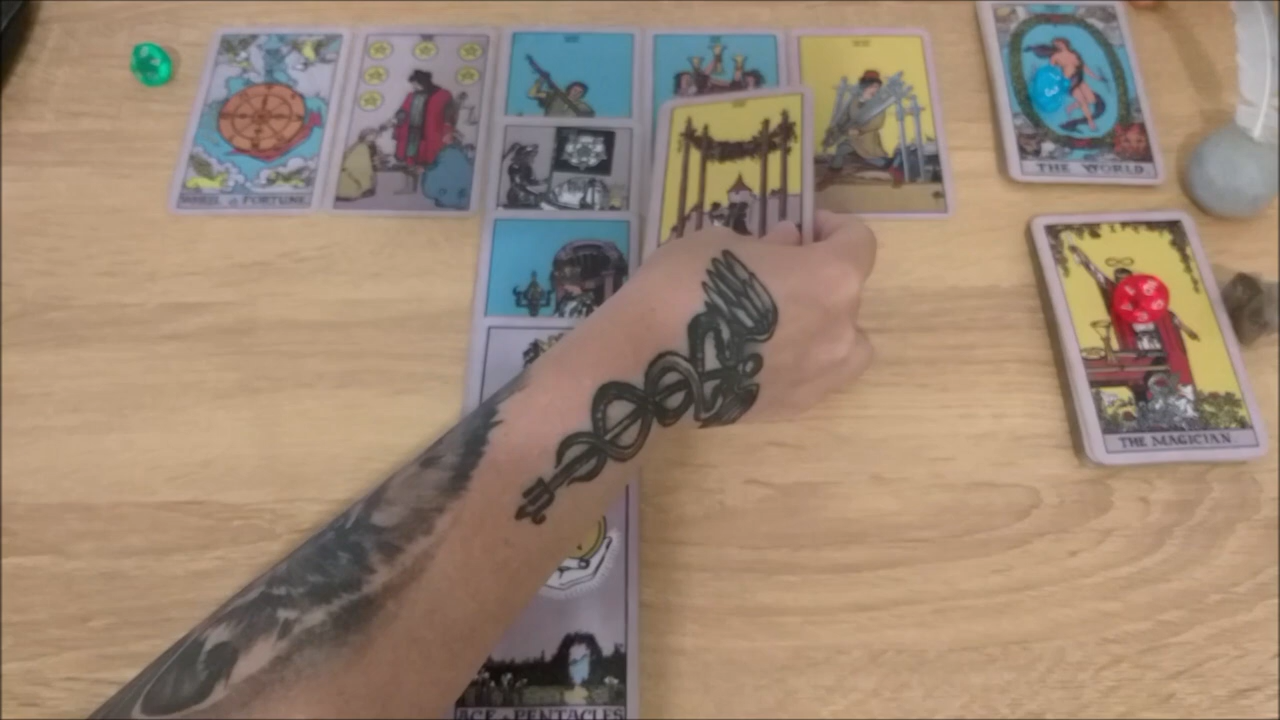 WHEEL of FORTUNE.
THE WORLD.
THE MAGICIAN.
ACE of PENTACLES